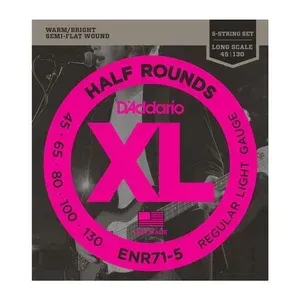 WARM/BRIGHT
SEMI-FLAT WOUND
5-STRING SET
LONG SCALE
45|130
HALF ROUNDS
D'Addario
XL
45 · 65 · 80 · 100 · 130
REGULAR LIGHT GAUGE
ENR71-5